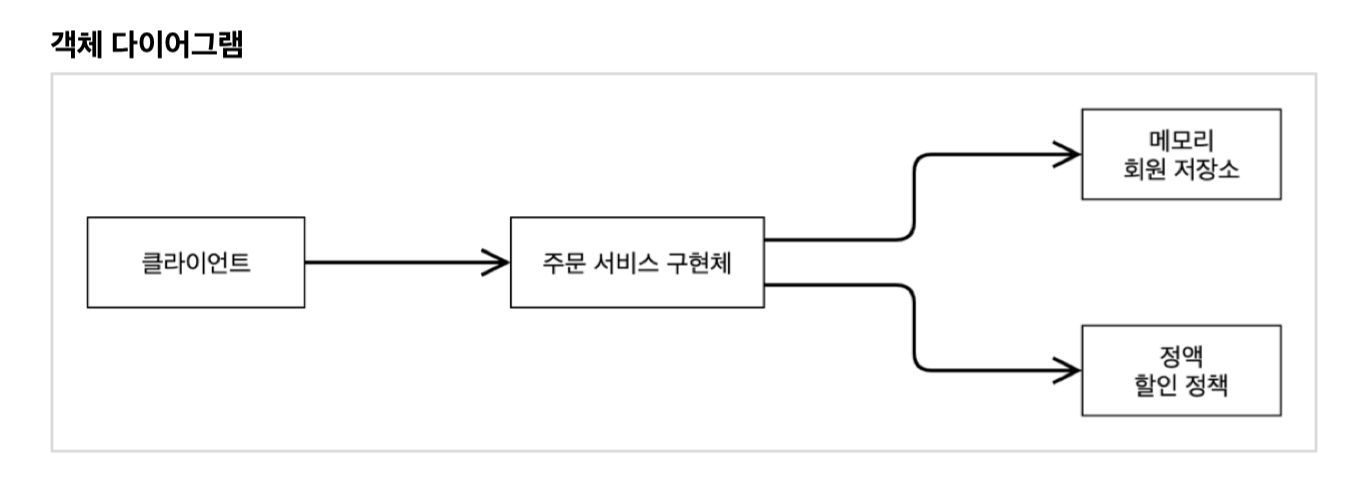 객체 다이어그램
클라이언트
주문 서비스 구현체
메모리
회원 저장소
정액
할인 정책